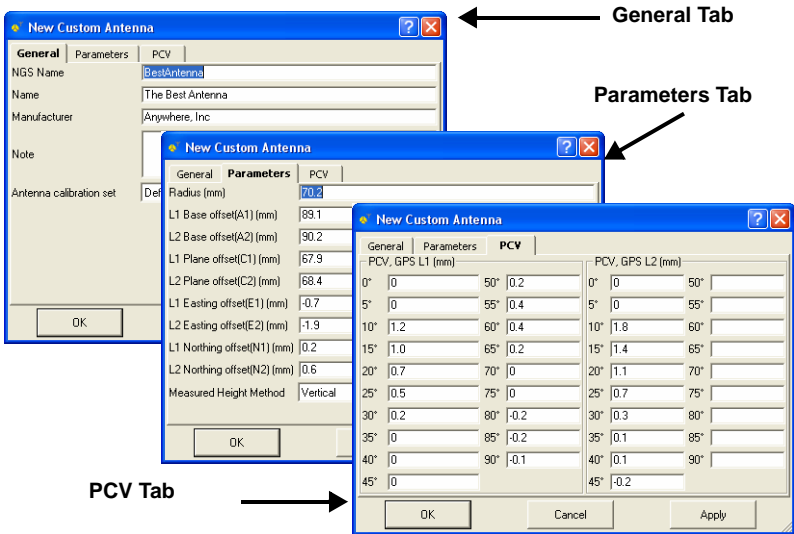 General Tab
New Custom Antenna
General Parameters PCV
NGS Name BestAntenna
Name The Best Antenna
Manufacturer Anywhere, Inc
Note
Antenna calibration set Def
OK
Parameters Tab
New Custom Antenna
General Parameters PCV
Radius (mm) 70.2
L1 Base offset(A1) (mm) 89.1
L2 Base offset(A2) (mm) 90.2
L1 Plane offset(C1) (mm) 67.9
L2 Plane offset(C2) (mm) 68.4
L1 Easting offset(E1) (mm) -0.7
L2 Easting offset(E2) (mm) -1.9
L1 Northing offset(N1) (mm) 0.2
L2 Northing offset(N2) (mm) 0.6
Measured Height Method Vertical
OK
PCV Tab
New Custom Antenna
General Parameters PCV
PCV, GPS L1 (mm) PCV, GPS L2 (mm)
0° 0 50° 0.2 0° 0 50°
5° 0 55° 0.4 5° 0 55°
10° 1.2 60° 0.4 10° 1.8 60°
15° 1.0 65° 0.2 15° 1.4 65°
20° 0.7 70° 0 20° 1.1 70°
25° 0.5 75° 0 25° 0.7 75°
30° 0.2 80° -0.2 30° 0.3 80°
35° 0 85° -0.2 35° 0.1 85°
40° 0 90° -0.1 40° 0.1 90°
45° 0 45° -0.2
OK Cancel Apply